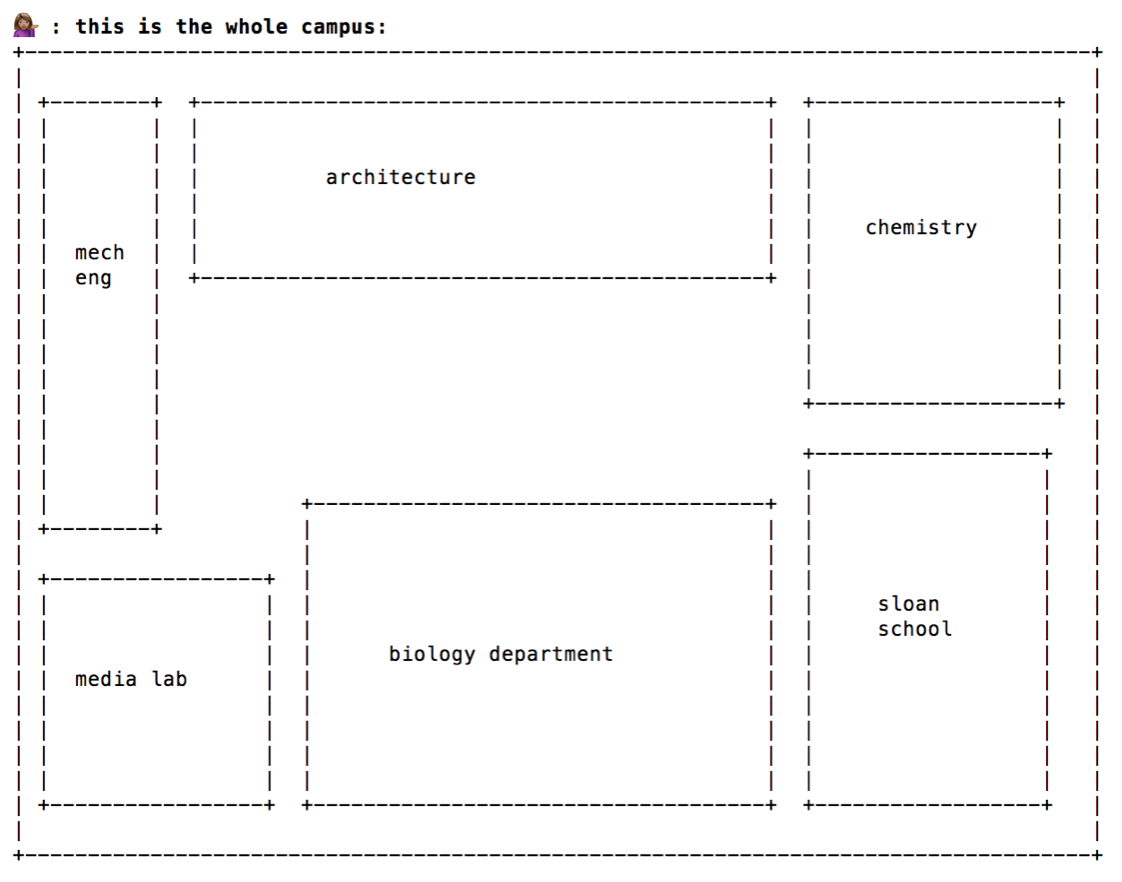 💁🏽‍♀️ : this is the whole campus:
architecture
chemistry
mech
eng
sloan
school
biology department
media lab